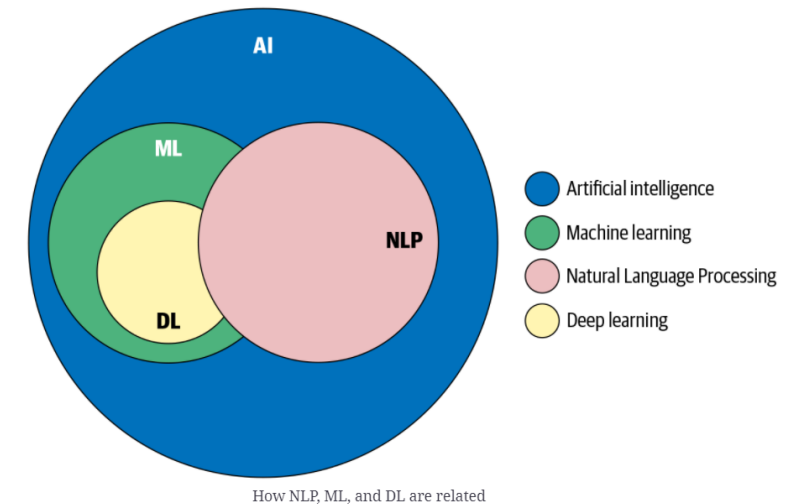 AI
ML
NLP
DL
Artificial intelligence
Machine learning
Natural Language Processing
Deep learning
How NLP, ML, and DL are related